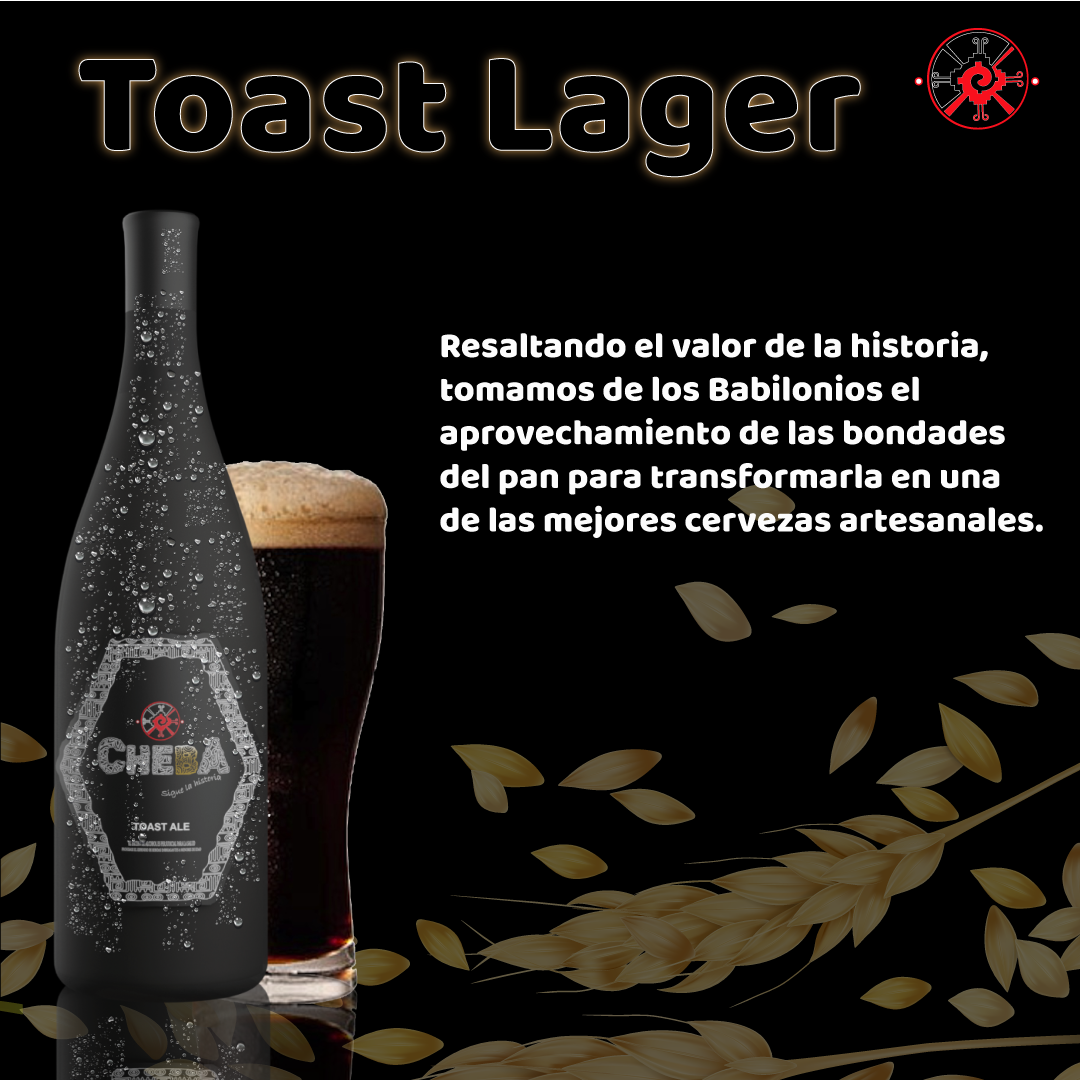 Toast Lager
Resaltando el valor de la historia,
tomamos de los Babilonios el
aprovechamiento de las bondades
del pan para transformarla en una
de las mejores cervezas artesanales.
CHEBA
Sigue la historia
TOAST ALE